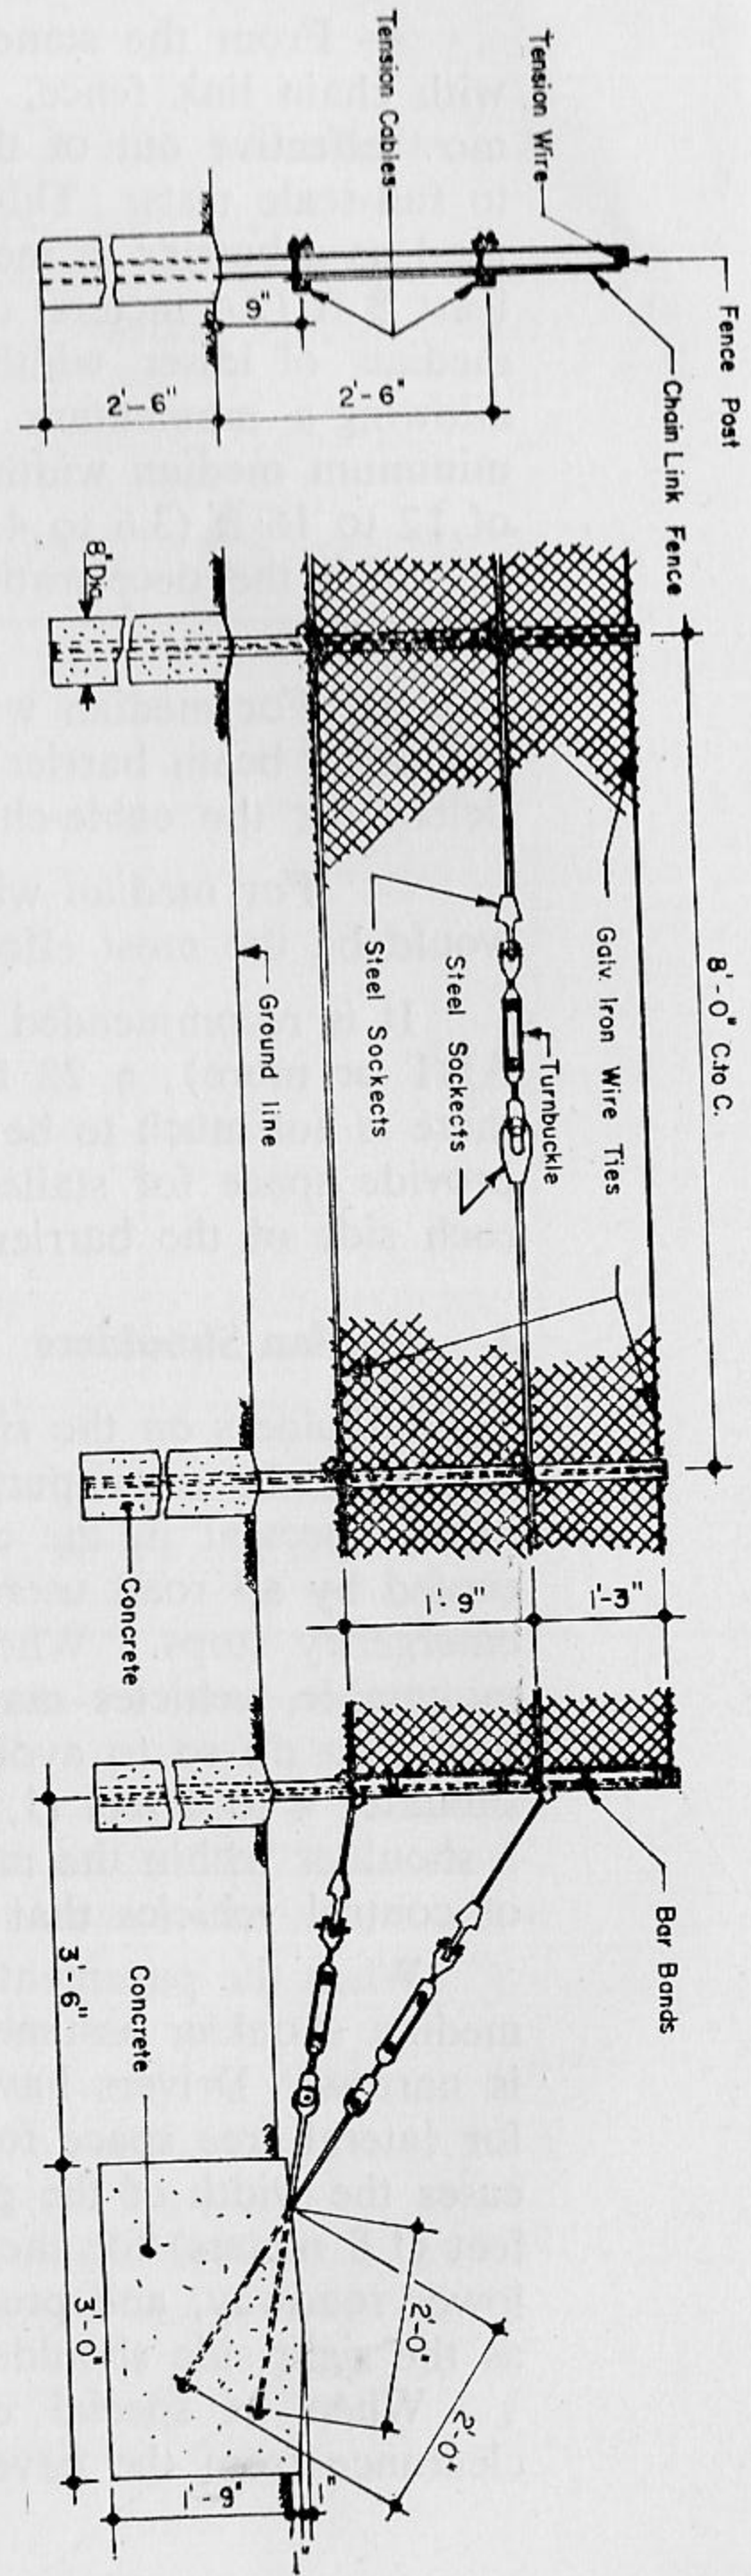 Fence Post
Chain Link Fence
Tension Wire
Tension Cables
9"
2'-6"
2'-6"
8'-0" C.to C.
Galv. Iron Wire Ties
Turnbuckle
Steel Sockects
Steel Sockects
Ground line
8" Dia.
Concrete
1'-3"
1'-9"
Bar Bands
2'-0"
2'-0"
Concrete
3'-6"
3'-0"
1'-9"
1"
1"